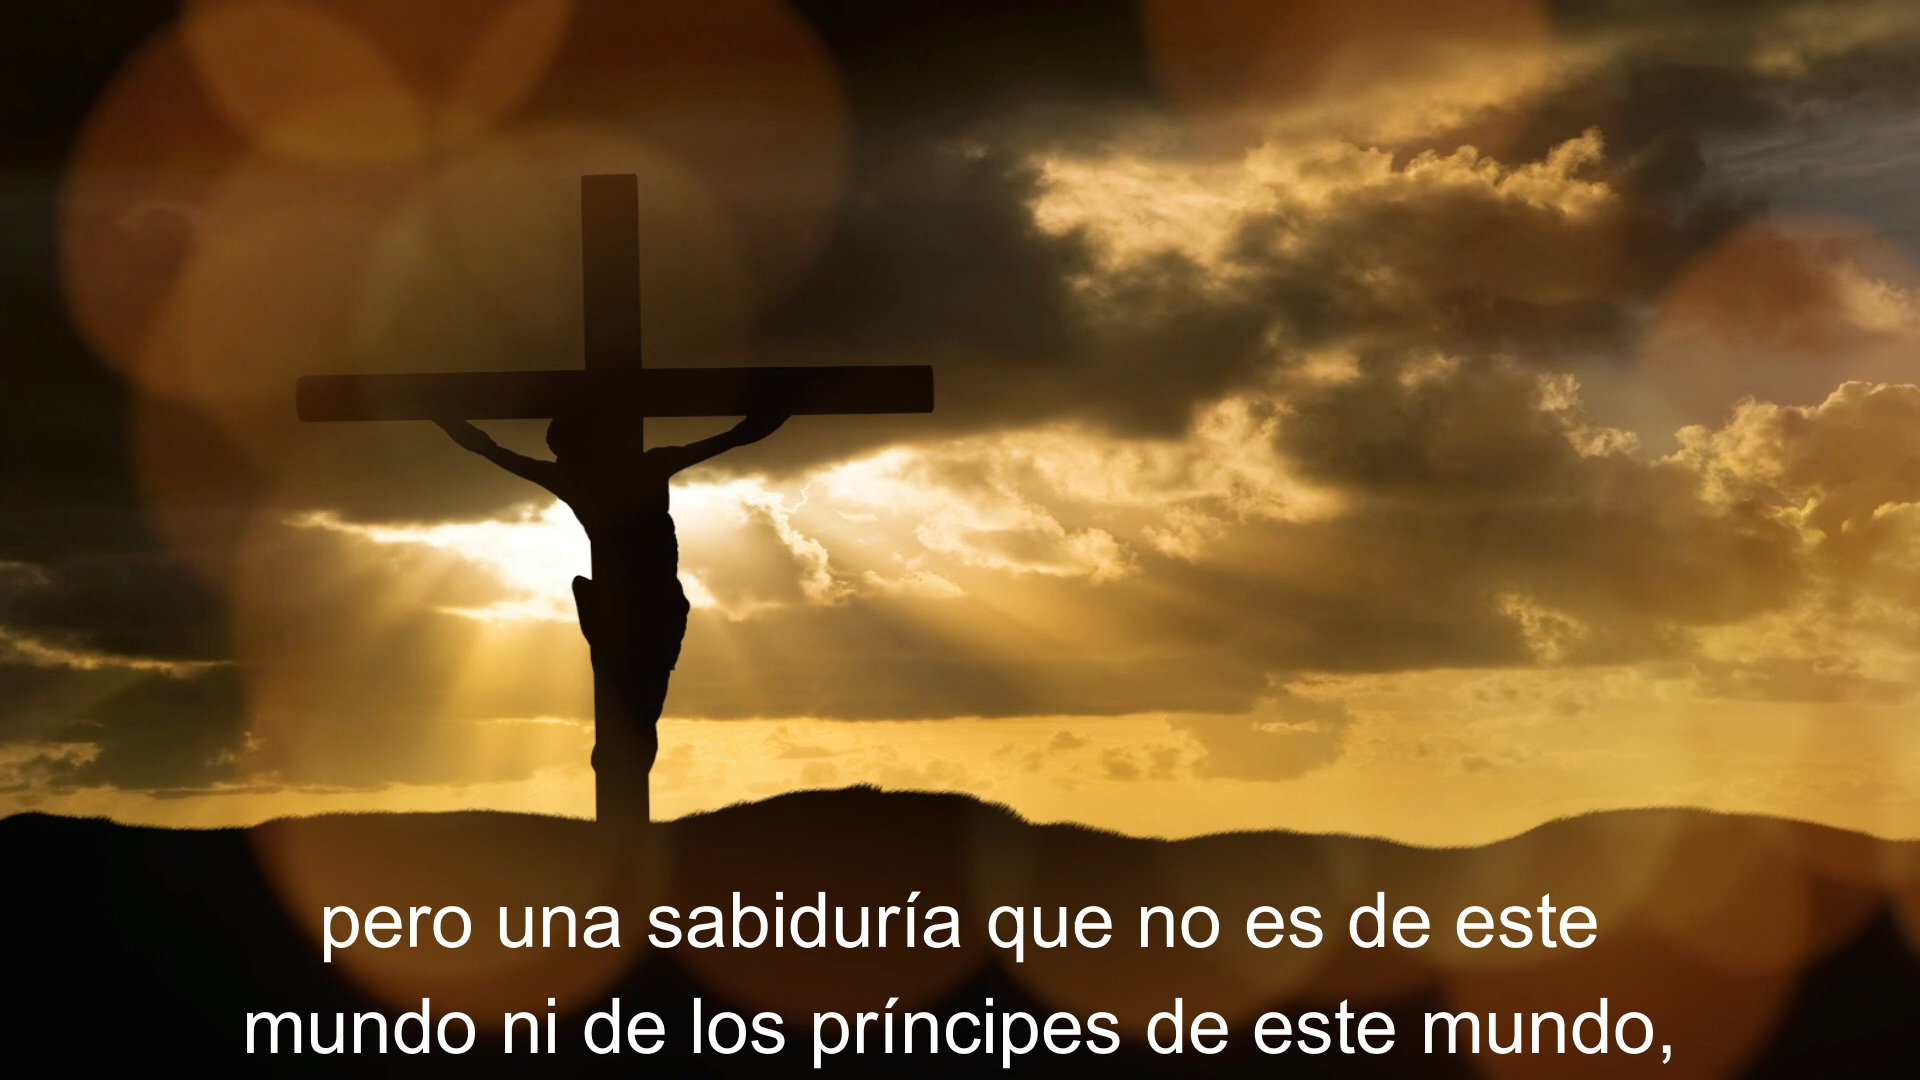 pero una sabiduría que no es de este
mundo ni de los príncipes de este mundo,